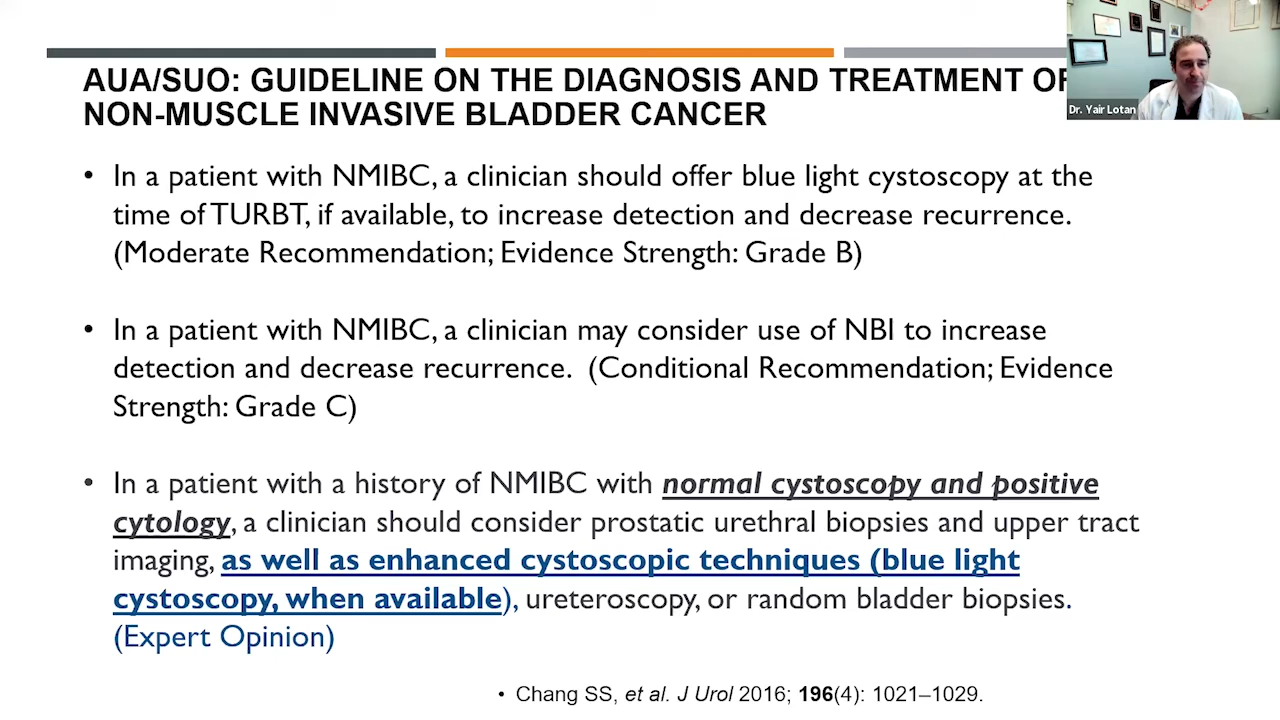 AUA/SUO: GUIDELINE ON THE DIAGNOSIS AND TREATMENT OF
NON-MUSCLE INVASIVE BLADDER CANCER
Dr. Yair Lotan
• In a patient with NMIBC, a clinician should offer blue light cystoscopy at the
time of TURBT, if available, to increase detection and decrease recurrence.
(Moderate Recommendation; Evidence Strength: Grade B)
• In a patient with NMIBC, a clinician may consider use of NBI to increase
detection and decrease recurrence. (Conditional Recommendation; Evidence
Strength: Grade C)
• In a patient with a history of NMIBC with normal cystoscopy and positive
cytology, a clinician should consider prostatic urethral biopsies and upper tract
imaging, as well as enhanced cystoscopic techniques (blue light
cystoscopy, when available), ureteroscopy, or random bladder biopsies.
(Expert Opinion)
• Chang SS, et al. J Urol 2016; 196(4): 1021–1029.